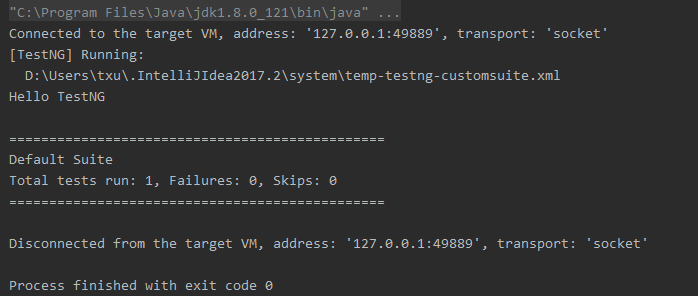 "C:\Program Files\Java\jdk1.8.0_121\bin\java" ...
Connected to the target VM, address: '127.0.0.1:49889', transport: 'socket'
[TestNG] Running:
  D:\Users\txu\.IntelliJIdea2017.2\system\temp-testng-customsuite.xml
Hello TestNG
===============================================
Default Suite
Total tests run: 1, Failures: 0, Skips: 0
===============================================
Disconnected from the target VM, address: '127.0.0.1:49889', transport: 'socket'
Process finished with exit code 0